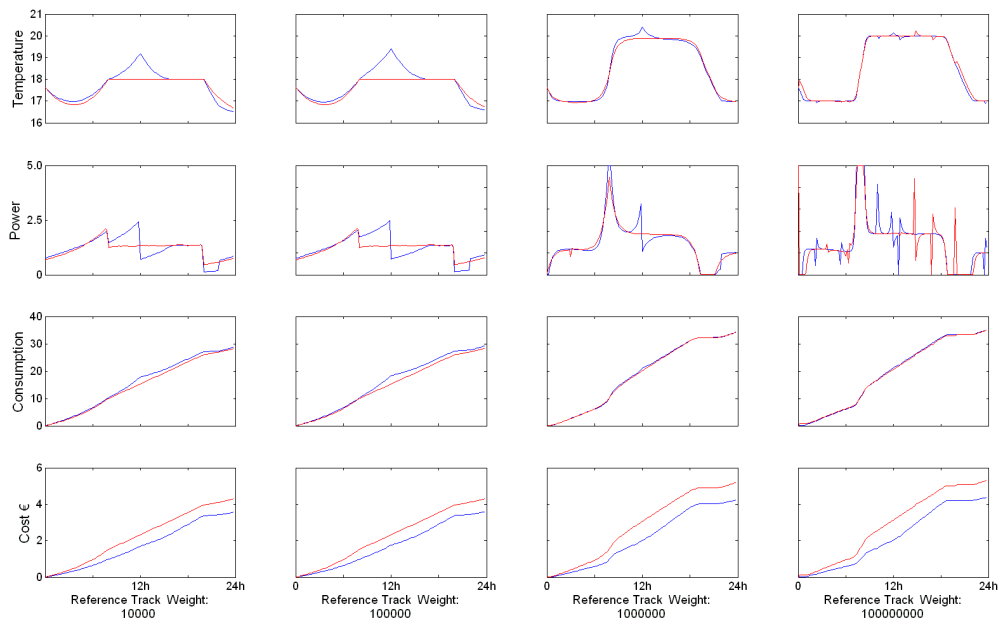 21
20
19
18
17
16
Temperature
5.0
2.5
0
Power
40
30
20
10
0
Consumption
6
4
2
0
Cost €
12h 24h 0 12h 24h 0 12h 24h 0 12h 24h
Reference Track Weight: Reference Track Weight: Reference Track Weight: Reference Track Weight:
10000 100000 1000000 100000000